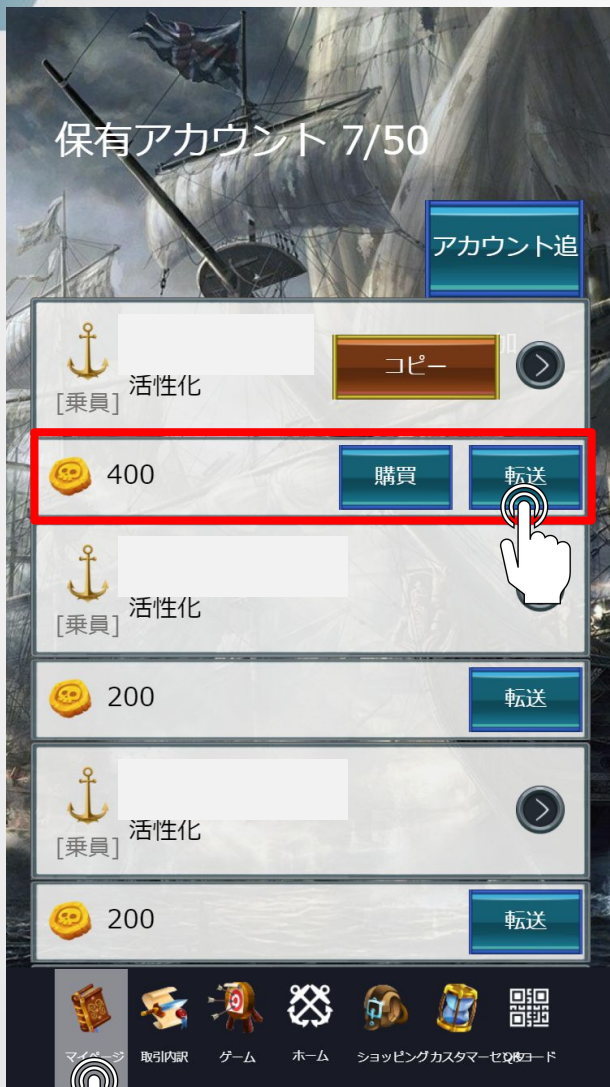 保有アカウント 7/50
アカウント追
加
コピー
[乗員]
活性化
400
購買
転送
[乗員]
活性化
200
転送
[乗員]
活性化
200
転送
マイページ
取引内訳
ゲーム
ホーム
ショッピング
カスタマーセンター
QRコード